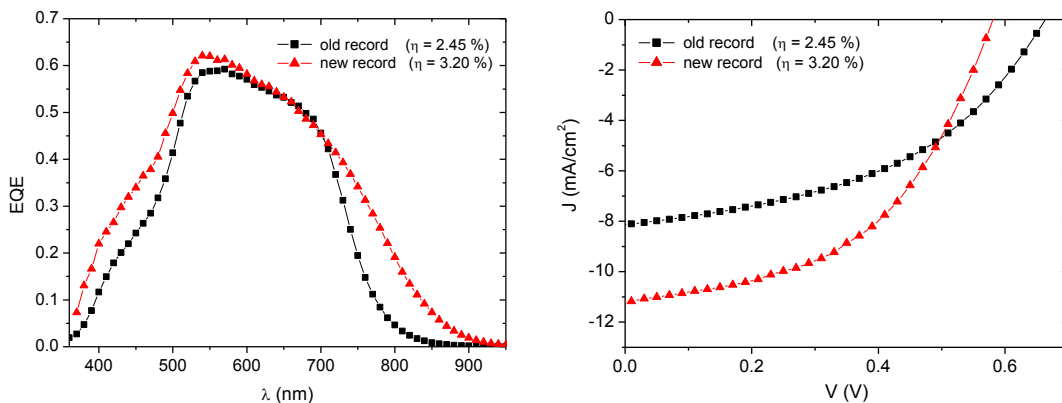 old record (η = 2.45 %)
new record (η = 3.20 %)
0.6
0.5
0.4
0.3
0.2
0.1
0.0
EQE
400 500 600 700 800 900
λ (nm)
old record (η = 2.45 %)
new record (η = 3.20 %)
0
-2
-4
-6
-8
-10
-12
J (mA/cm²)
0.0 0.2 0.4 0.6
V (V)